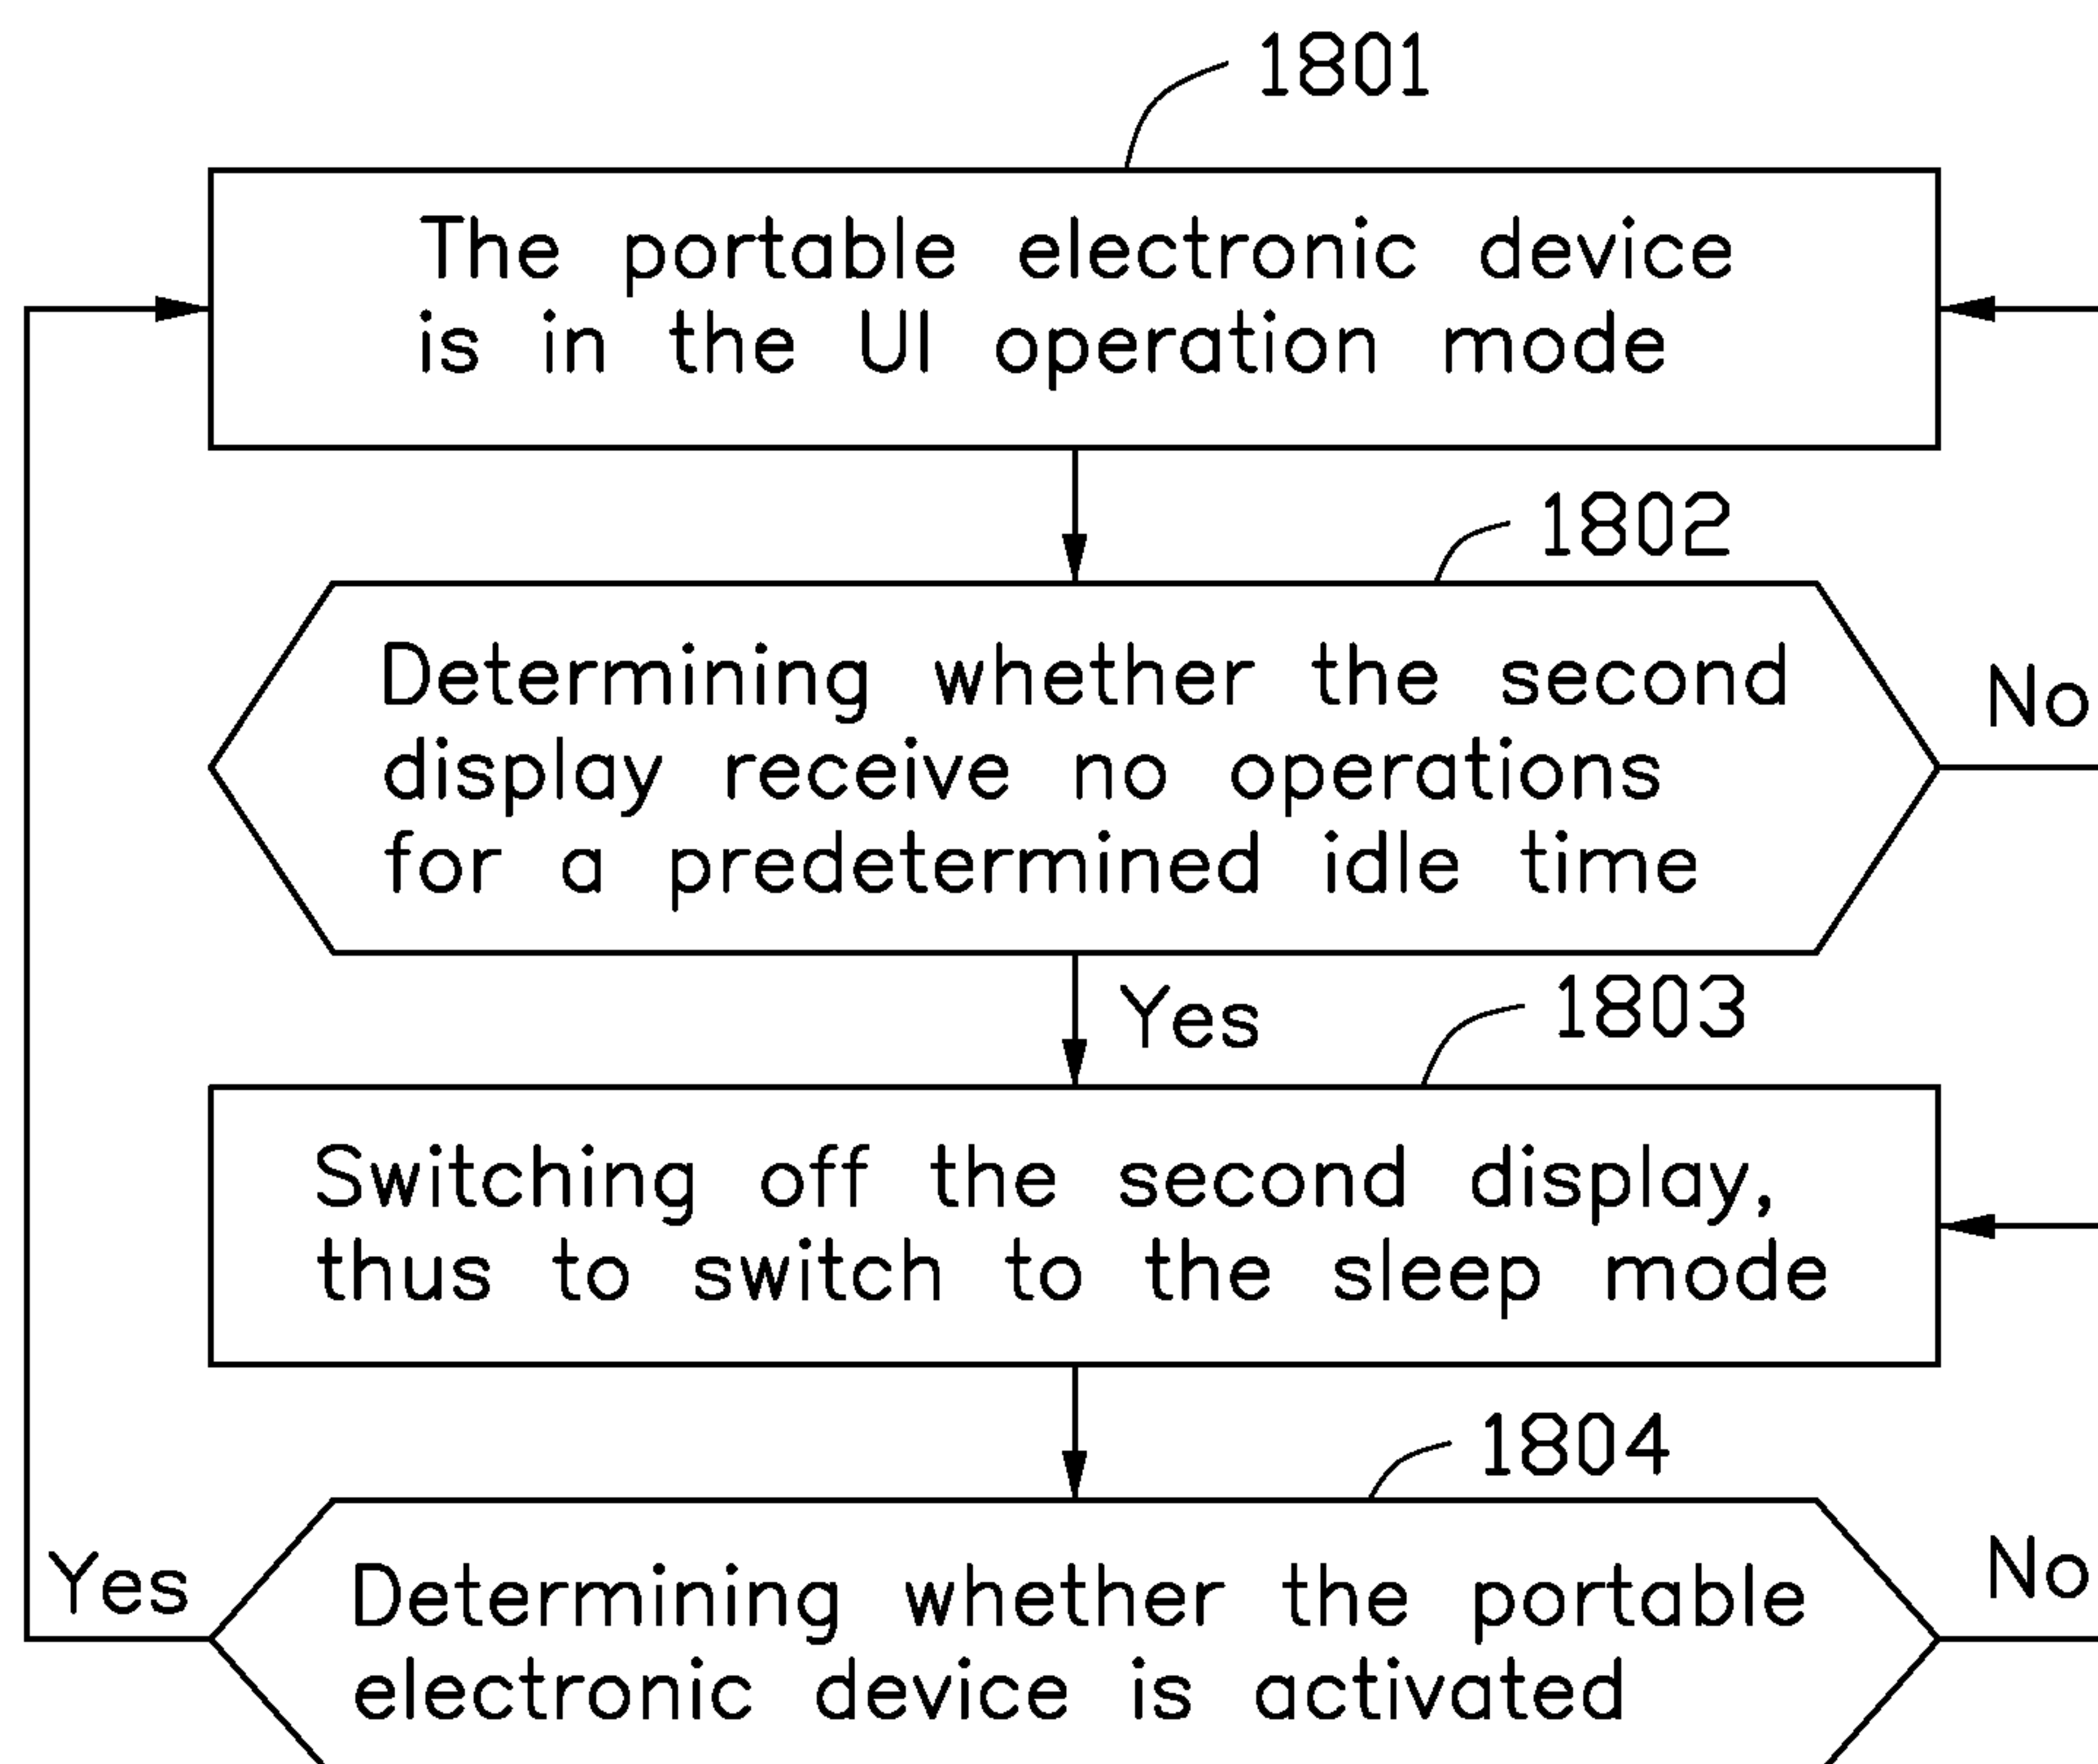 1801
The portable electronic device
is in the UI operation mode
1802
Determining whether the second
display receive no operations
for a predetermined idle time
No
Yes
1803
Switching off the second display,
thus to switch to the sleep mode
1804
Yes
Determining whether the portable
electronic device is activated
No